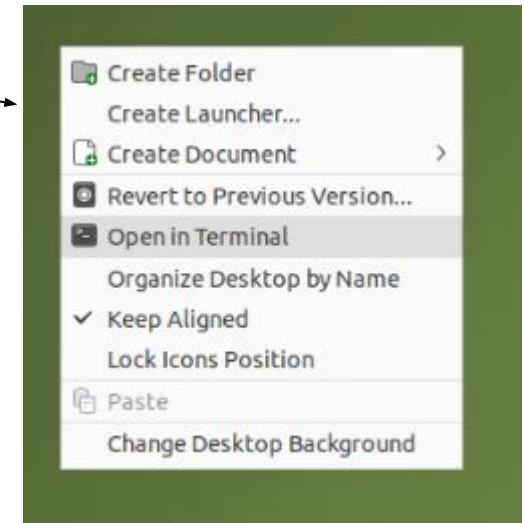 Create Folder
Create Launcher...
Create Document
Revert to Previous Version...
Open in Terminal
Organize Desktop by Name
Keep Aligned
Lock Icons Position
Paste
Change Desktop Background